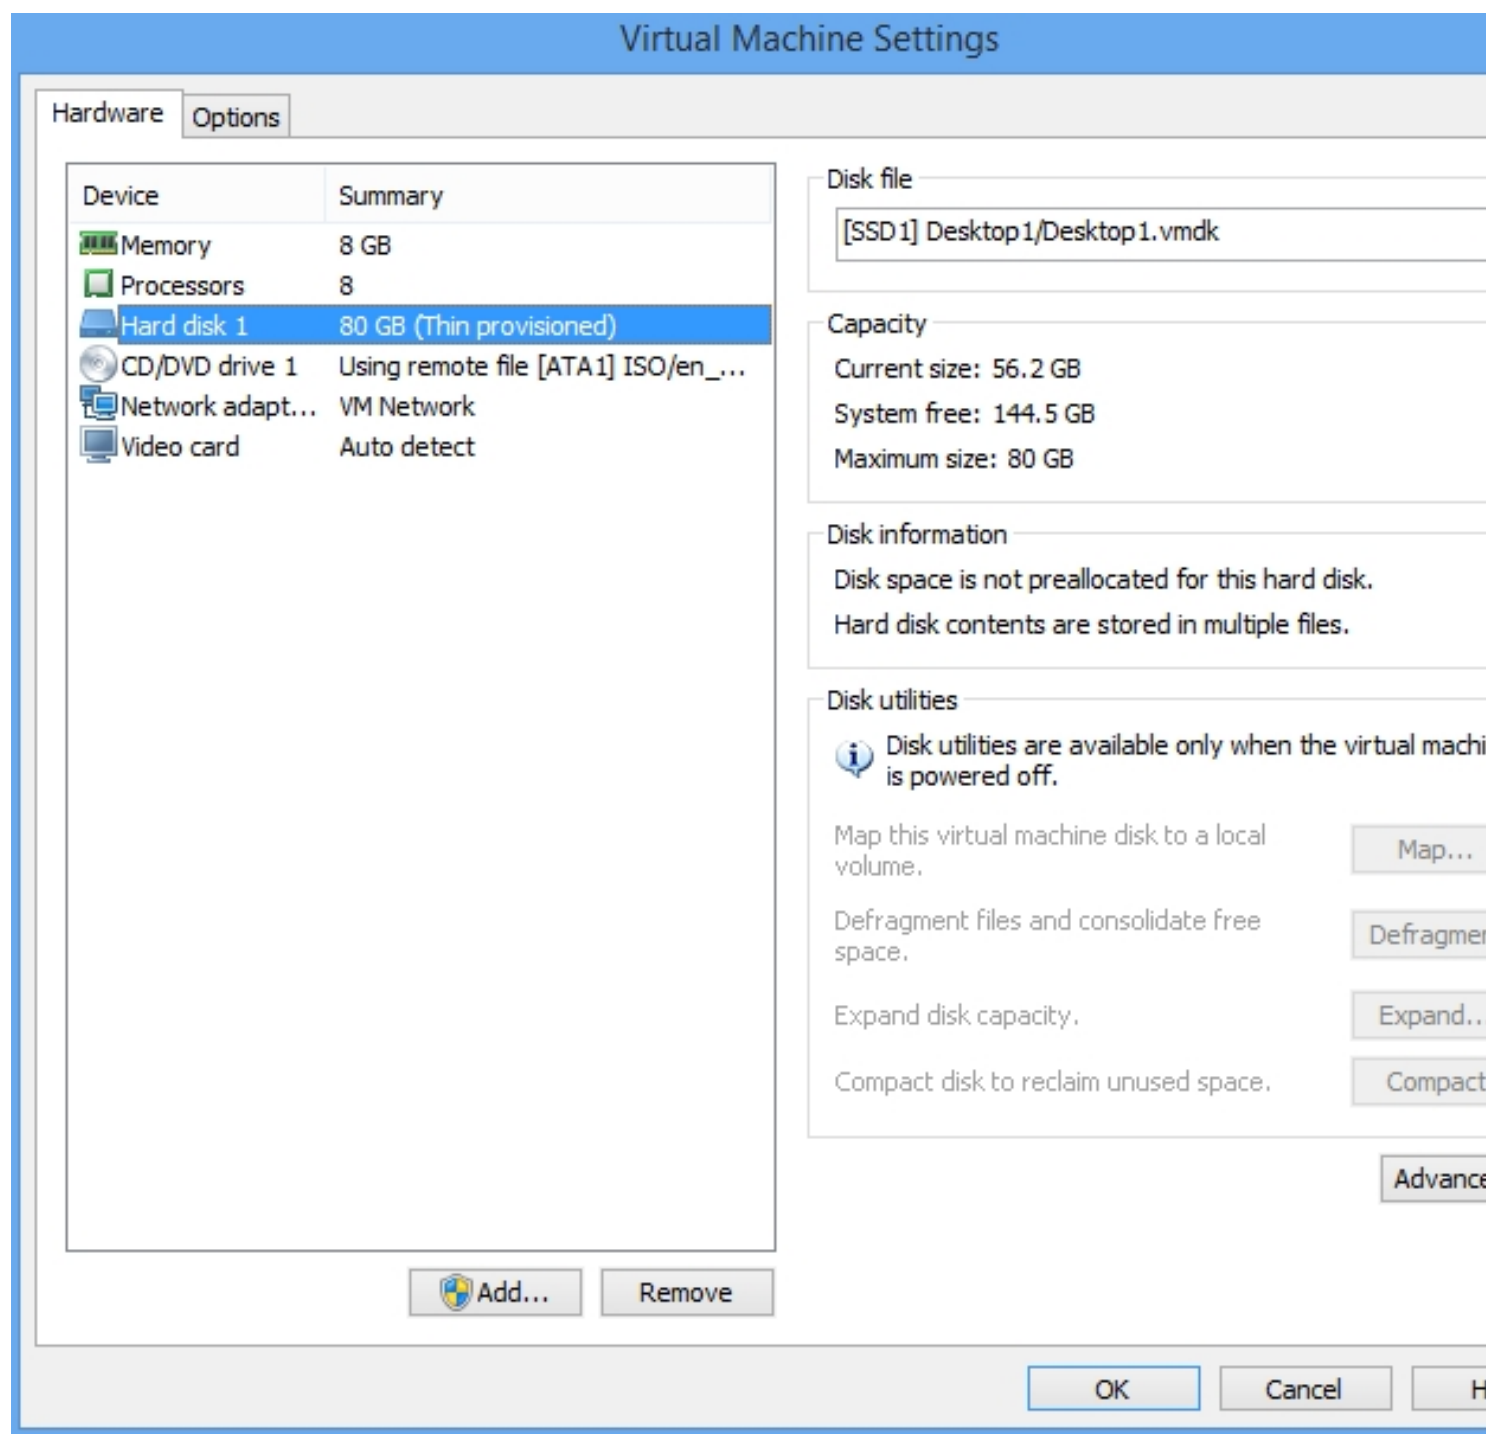 Virtual Machine Settings
Hardware
Options
Device Summary
Memory 8 GB
Processors 8
Hard disk 1 80 GB (Thin provisioned)
CD/DVD drive 1 Using remote file [ATA1] ISO/en_...
Network adapt... VM Network
Video card Auto detect
Add...
Remove
Disk file
[SSD1] Desktop1/Desktop1.vmdk
Capacity
Current size: 56.2 GB
System free: 144.5 GB
Maximum size: 80 GB
Disk information
Disk space is not preallocated for this hard disk.
Hard disk contents are stored in multiple files.
Disk utilities
Disk utilities are available only when the virtual machi
is powered off.
Map this virtual machine disk to a local
volume.
Map...
Defragment files and consolidate free
space.
Defragmen
Expand disk capacity.
Expand...
Compact disk to reclaim unused space.
Compact
Advance
OK
Cancel
H